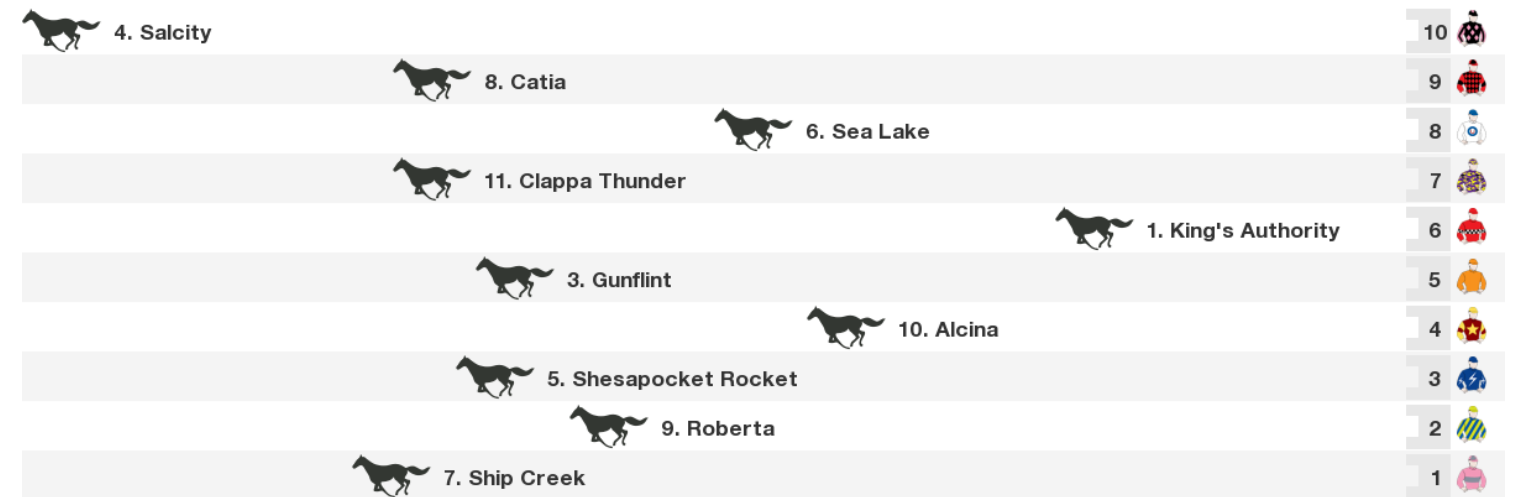 4. Salcity 10
8. Catia 9
6. Sea Lake 8
11. Clappa Thunder 7
1. King's Authority 6
3. Gunflint 5
10. Alcina 4
5. Shesapocket Rocket 3
9. Roberta 2
7. Ship Creek 1